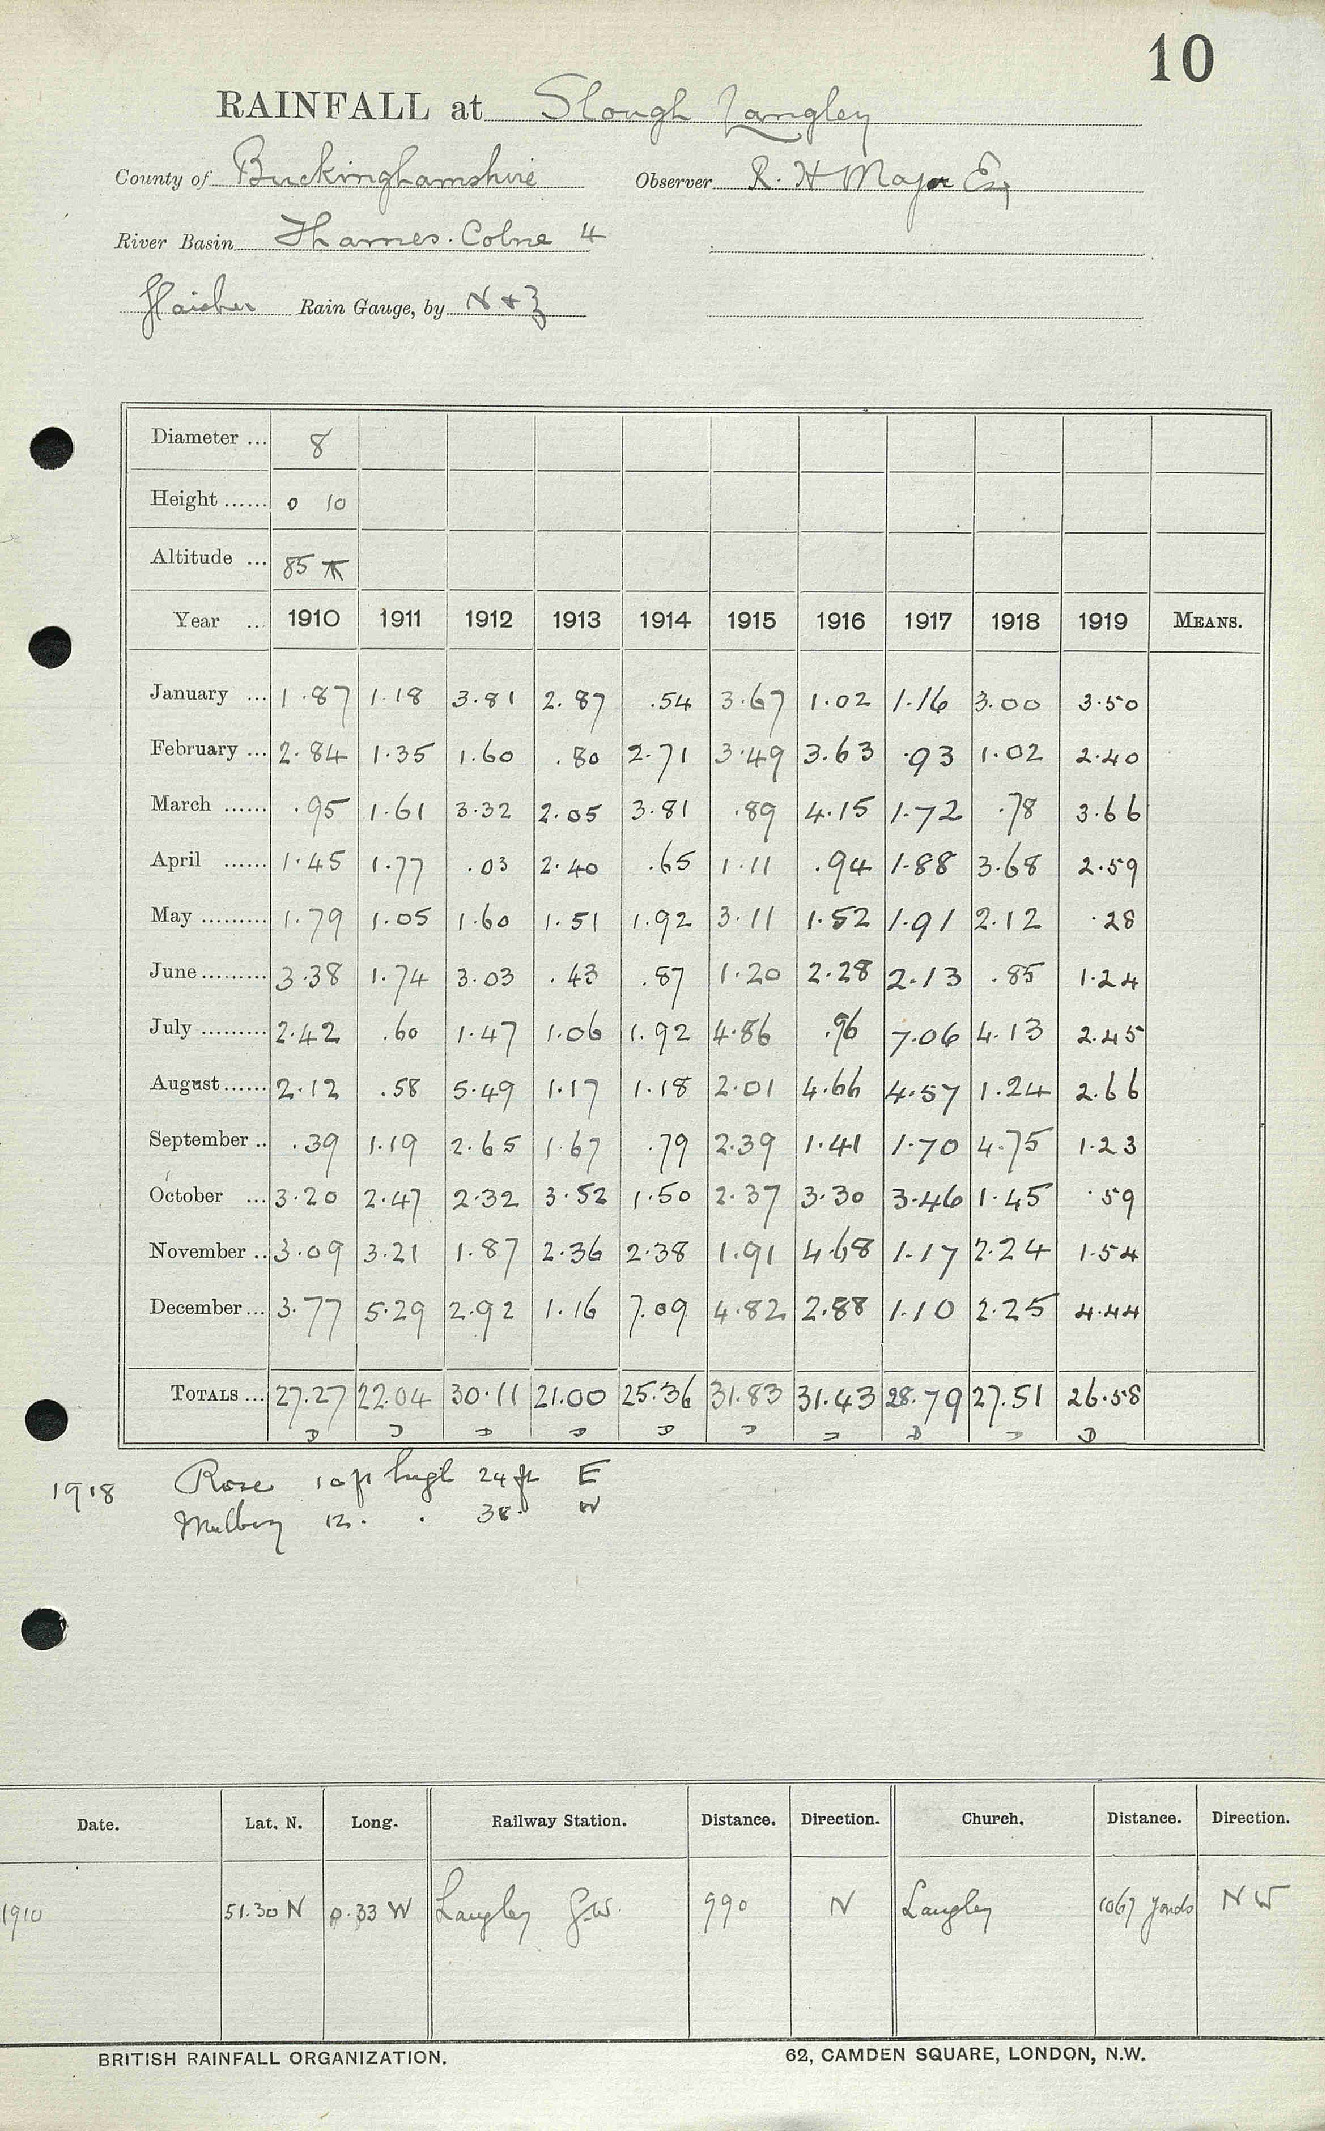 10
RAINFALL at Slough Langley
County of Buckinghamshire Observer R. H Major Esq
River Basin Thames. Colne 4
Rain Gauge, by N & Z
Diameter ... 8
Height ...... 0 10
Altitude ... 85
Year ... 1910 1911 1912 1913 1914 1915 1916 1917 1918 1919 MEANS.
January ... 1.87 1.18 3.81 2.87 .54 3.67 1.02 1.16 3.00 3.50
February ... 2.84 1.35 1.60 .80 2.71 3.49 3.63 .93 1.02 2.40
March ...... .95 1.61 3.32 2.05 3.81 .89 4.15 1.72 .78 3.66
April ...... 1.45 1.77 .03 2.40 .65 1.11 .94 1.88 3.68 2.59
May ......... 1.79 1.05 1.60 1.51 1.92 3.11 1.52 1.91 2.12 .28
June ......... 3.38 1.74 3.03 .43 .87 1.20 2.28 2.13 .85 1.24
July ......... 2.42 .60 1.47 1.06 1.92 4.86 .96 7.06 4.13 2.45
August ...... 2.12 .58 5.49 1.17 1.18 2.01 4.66 4.57 1.24 2.66
September .. .39 1.19 2.65 1.67 .79 2.39 1.41 1.70 4.75 1.23
October ... 3.20 2.47 2.32 3.52 1.50 2.37 3.30 3.46 1.45 .59
November .. 3.09 3.21 1.87 2.36 2.38 1.91 4.68 1.17 2.24 1.54
December ... 3.77 5.29 2.92 1.16 7.09 4.82 2.88 1.10 2.25 4.44
TOTALS ... 27.27 22.04 30.11 21.00 25.36 31.83 31.43 28.79 27.51 26.58
1918 Rose 10 ft high 24 ft E
Mulberry 12 . . 38 . W
Date. Lat. N. Long. Railway Station. Distance. Direction. Church. Distance. Direction.
1910 51.30 N 0.33 W Langley G.W. 990 N Langley 1067 yards N W
BRITISH RAINFALL ORGANIZATION. 62, CAMDEN SQUARE, LONDON, N.W.